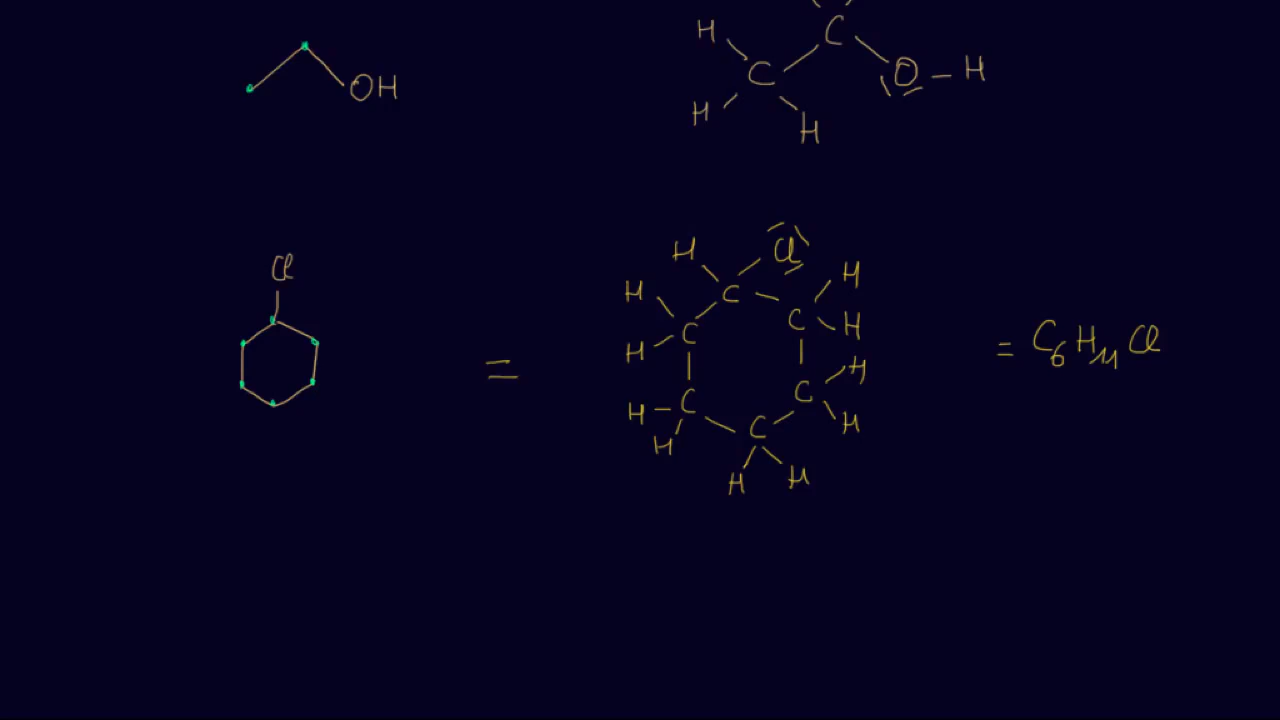 OH
H C
C O – H
H H
Cl
H Cl
H C H
H C C H
H – C C H
H C H
H H
= 
= C₆H₁₁Cl